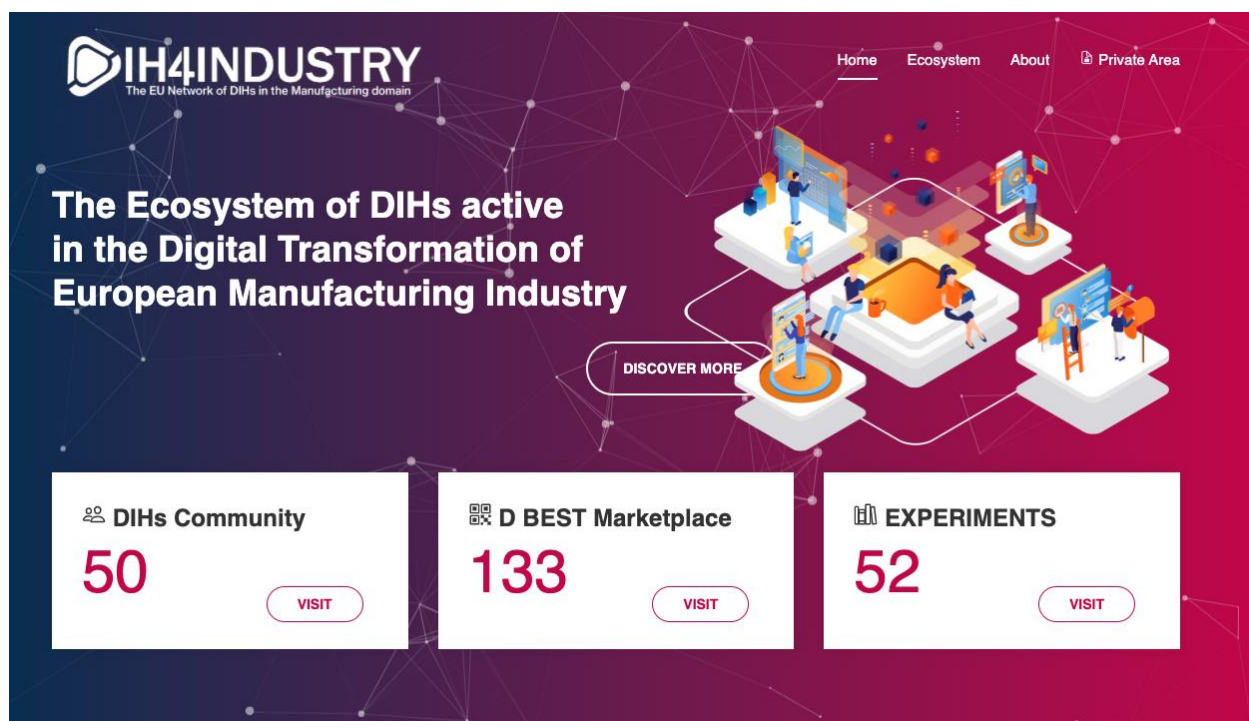 DIH4INDUSTRY
The EU Network of DIHs in the Manufacturing domain
Home Ecosystem About Private Area
The Ecosystem of DIHs active
in the Digital Transformation of
European Manufacturing Industry
DISCOVER MORE
DIHs Community
50
VISIT
D BEST Marketplace
133
VISIT
EXPERIMENTS
52
VISIT